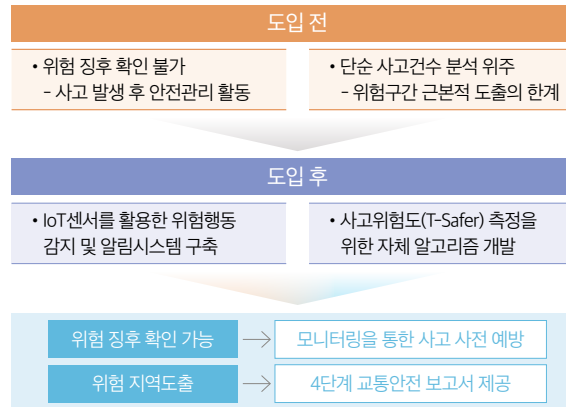 도입 전
• 위험 징후 확인 불가
- 사고 발생 후 안전관리 활동
• 단순 사고건수 분석 위주
- 위험구간 근본적 도출의 한계
도입 후
• IoT센서를 활용한 위험행동
감지 및 알림시스템 구축
• 사고위험도(T-Safer) 측정을
위한 자체 알고리즘 개발
위험 징후 확인 가능 → 모니터링을 통한 사고 사전 예방
위험 지역도출 → 4단계 교통안전 보고서 제공